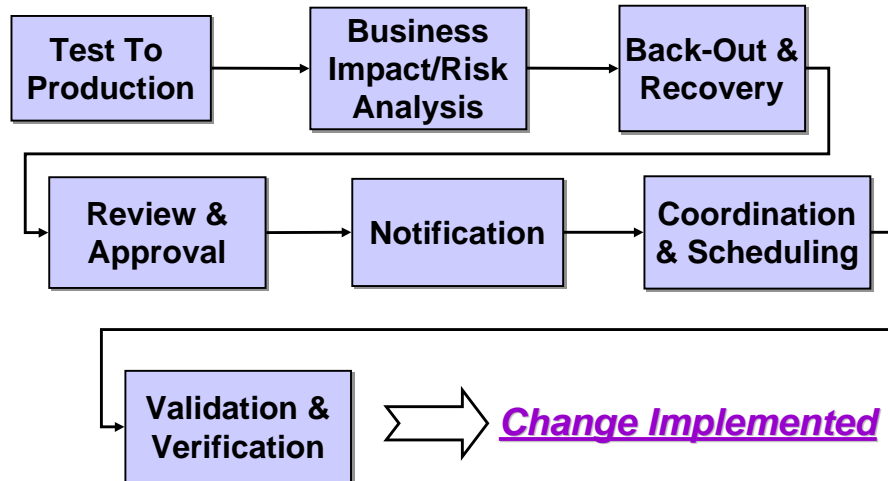 Test To
Production
Business
Impact/Risk
Analysis
Back-Out &
Recovery
Review &
Approval
Notification
Coordination
& Scheduling
Validation &
Verification
Change Implemented